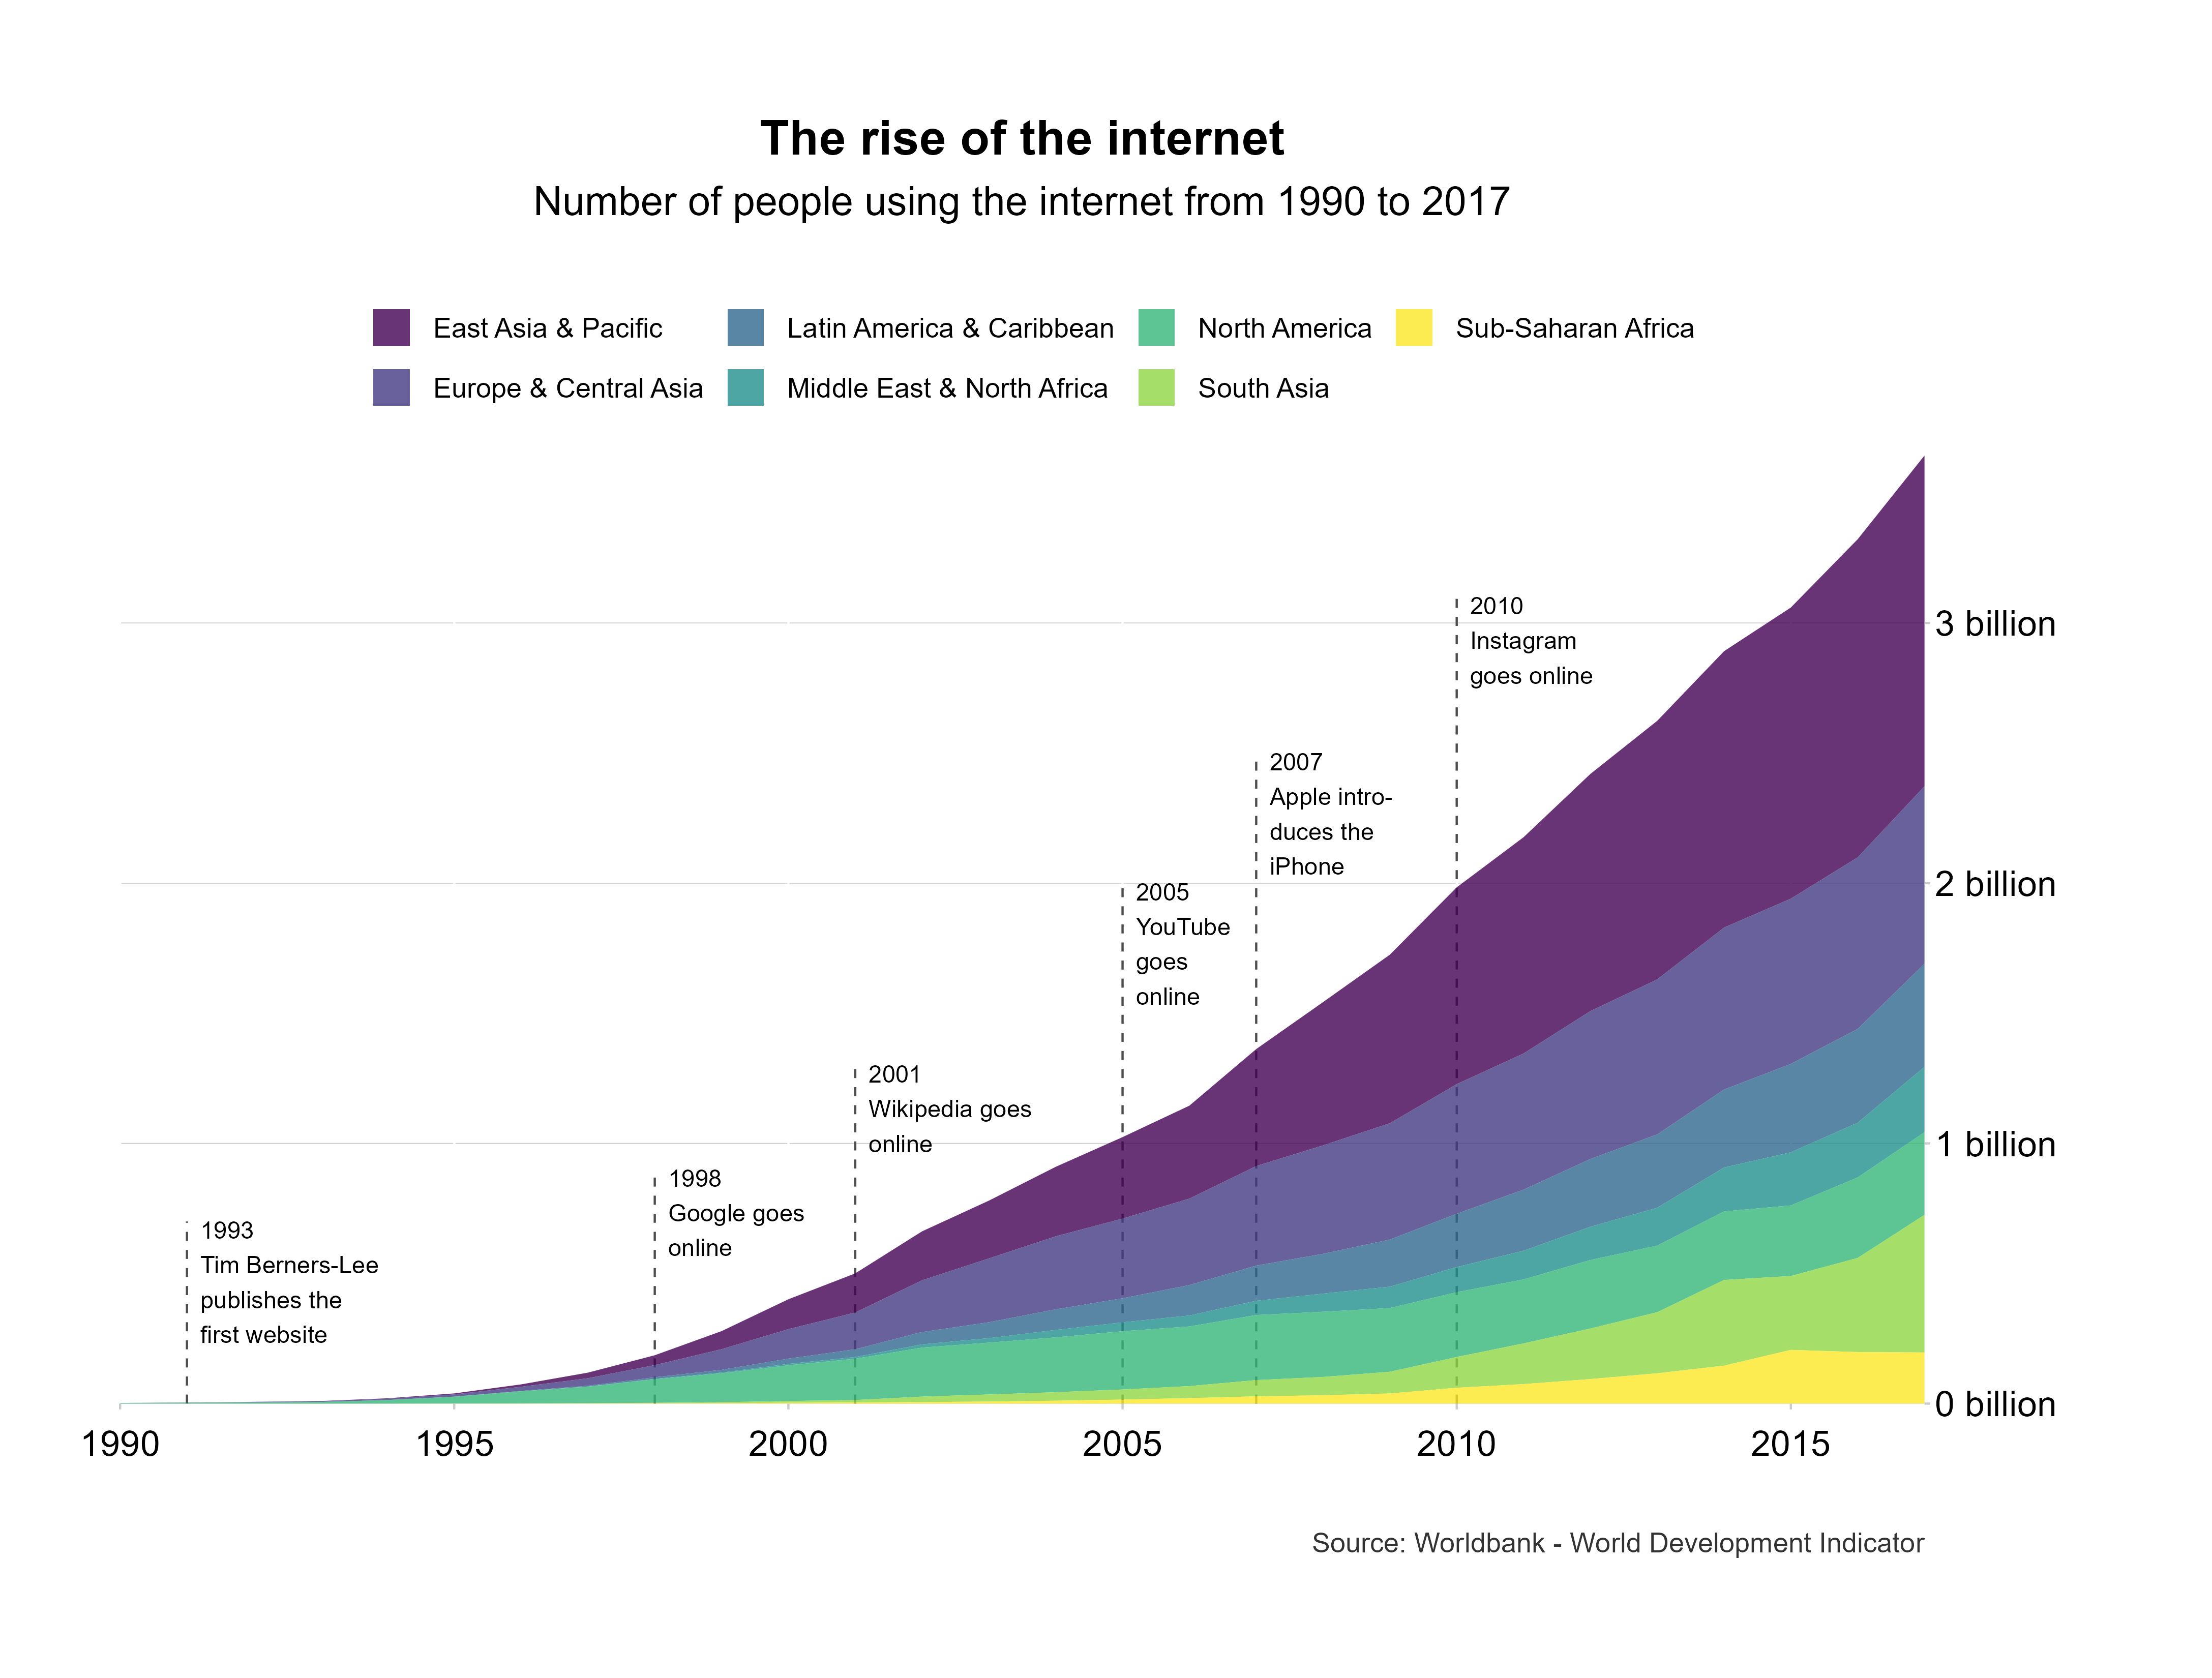 The rise of the internet
Number of people using the internet from 1990 to 2017
East Asia & Pacific
Latin America & Caribbean
North America
Sub-Saharan Africa
Europe & Central Asia
Middle East & North Africa
South Asia
2010
Instagram
goes online
3 billion
2007
Apple intro-
duces the
iPhone
2 billion
2005
YouTube
goes
online
2001
Wikipedia goes
online
1 billion
1998
Google goes
online
1993
Tim Berners-Lee
publishes the
first website
0 billion
1990
1995
2000
2005
2010
2015
Source: Worldbank - World Development Indicator